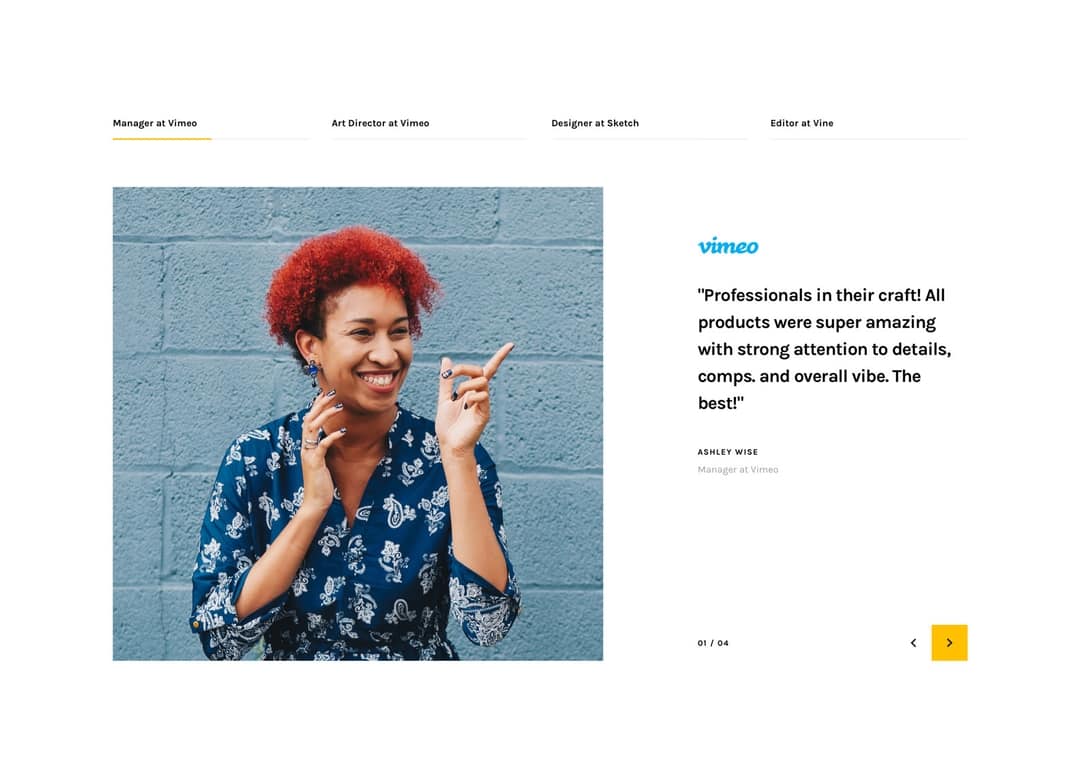 Manager at Vimeo
Art Director at Vimeo
Designer at Sketch
Editor at Vine
vimeo
"Professionals in their craft! All
products were super amazing
with strong attention to details,
comps. and overall vibe. The
best!"
ASHLEY WISE
Manager at Vimeo
01 / 04